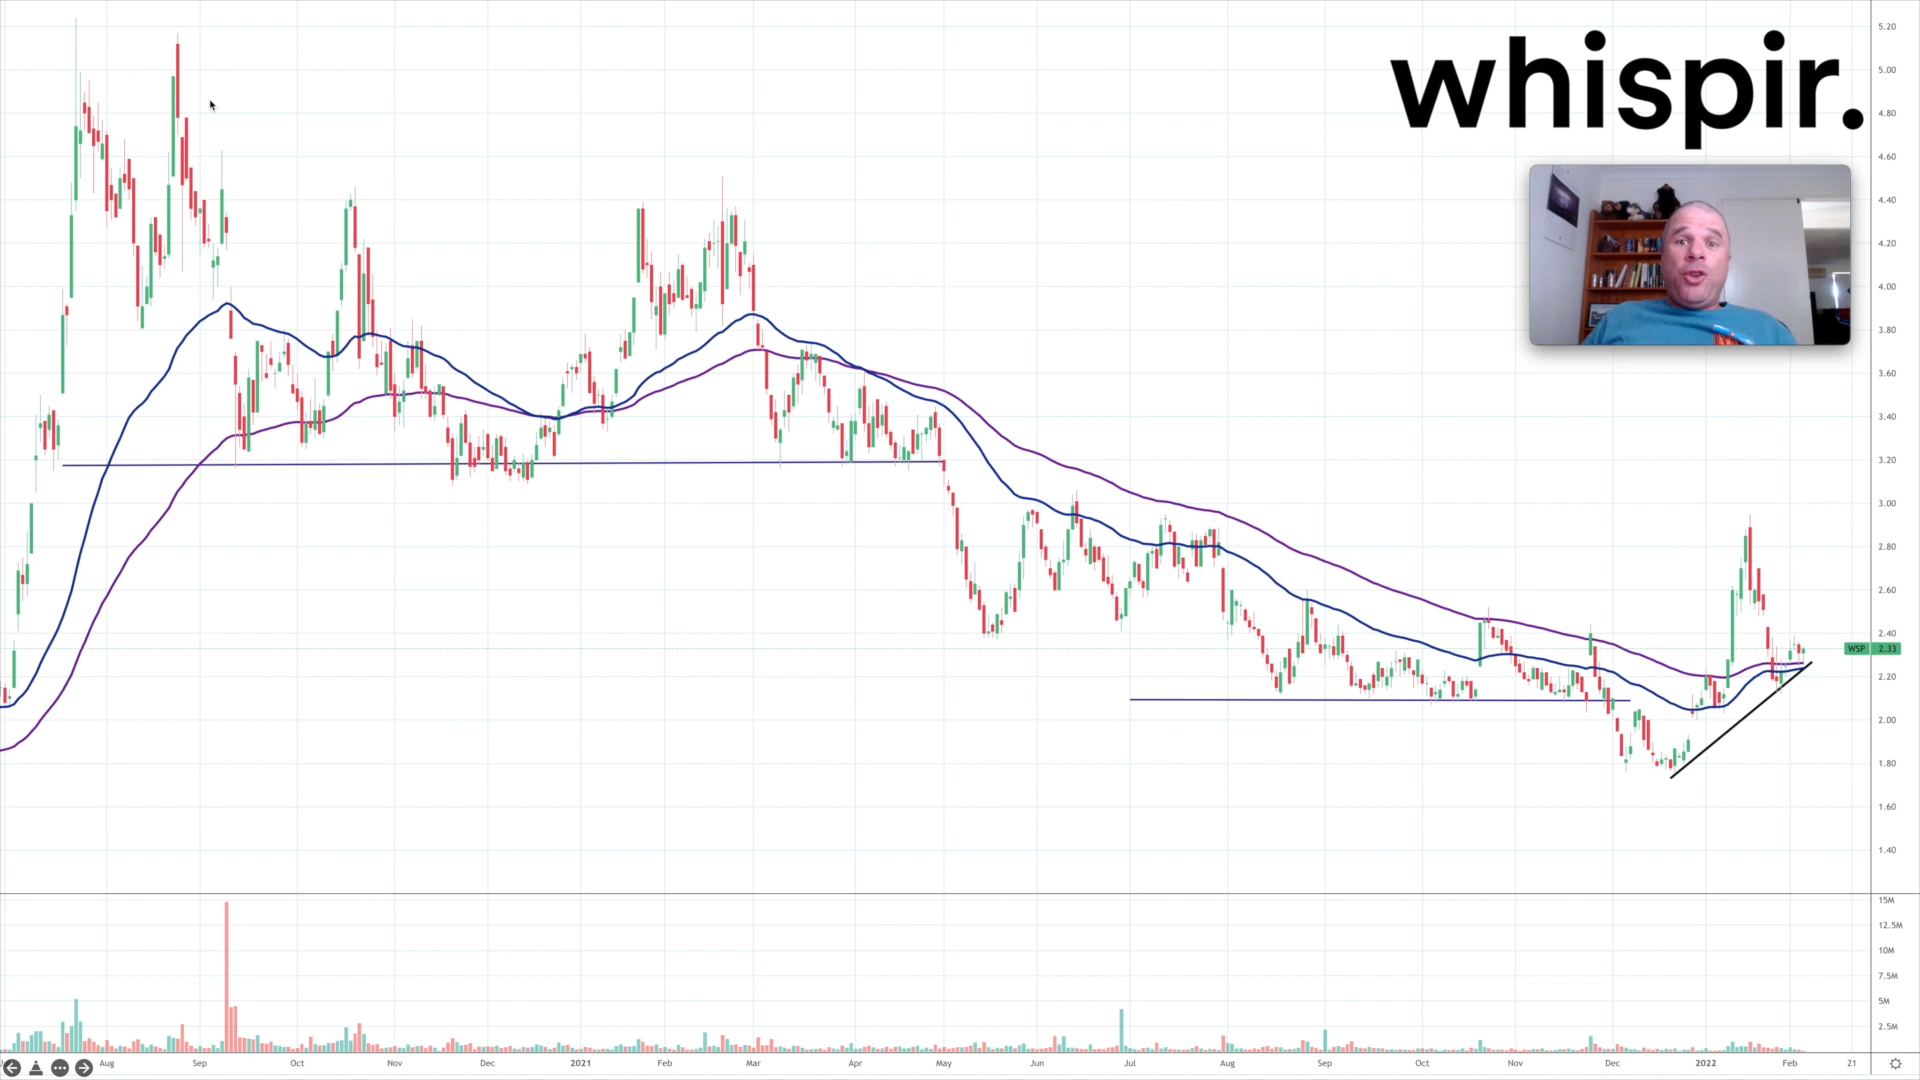 whispir.
5.20
5.00
4.80
4.60
4.40
4.20
4.00
3.80
3.60
3.40
3.20
3.00
2.80
2.60
2.40
WSP 2.33
2.20
2.00
1.80
1.60
1.40
15M
12.5M
10M
7.5M
5M
2.5M
Aug Sep Oct Nov Dec 2021 Feb Mar Apr May Jun Jul Aug Sep Oct Nov Dec 2022 Feb 21